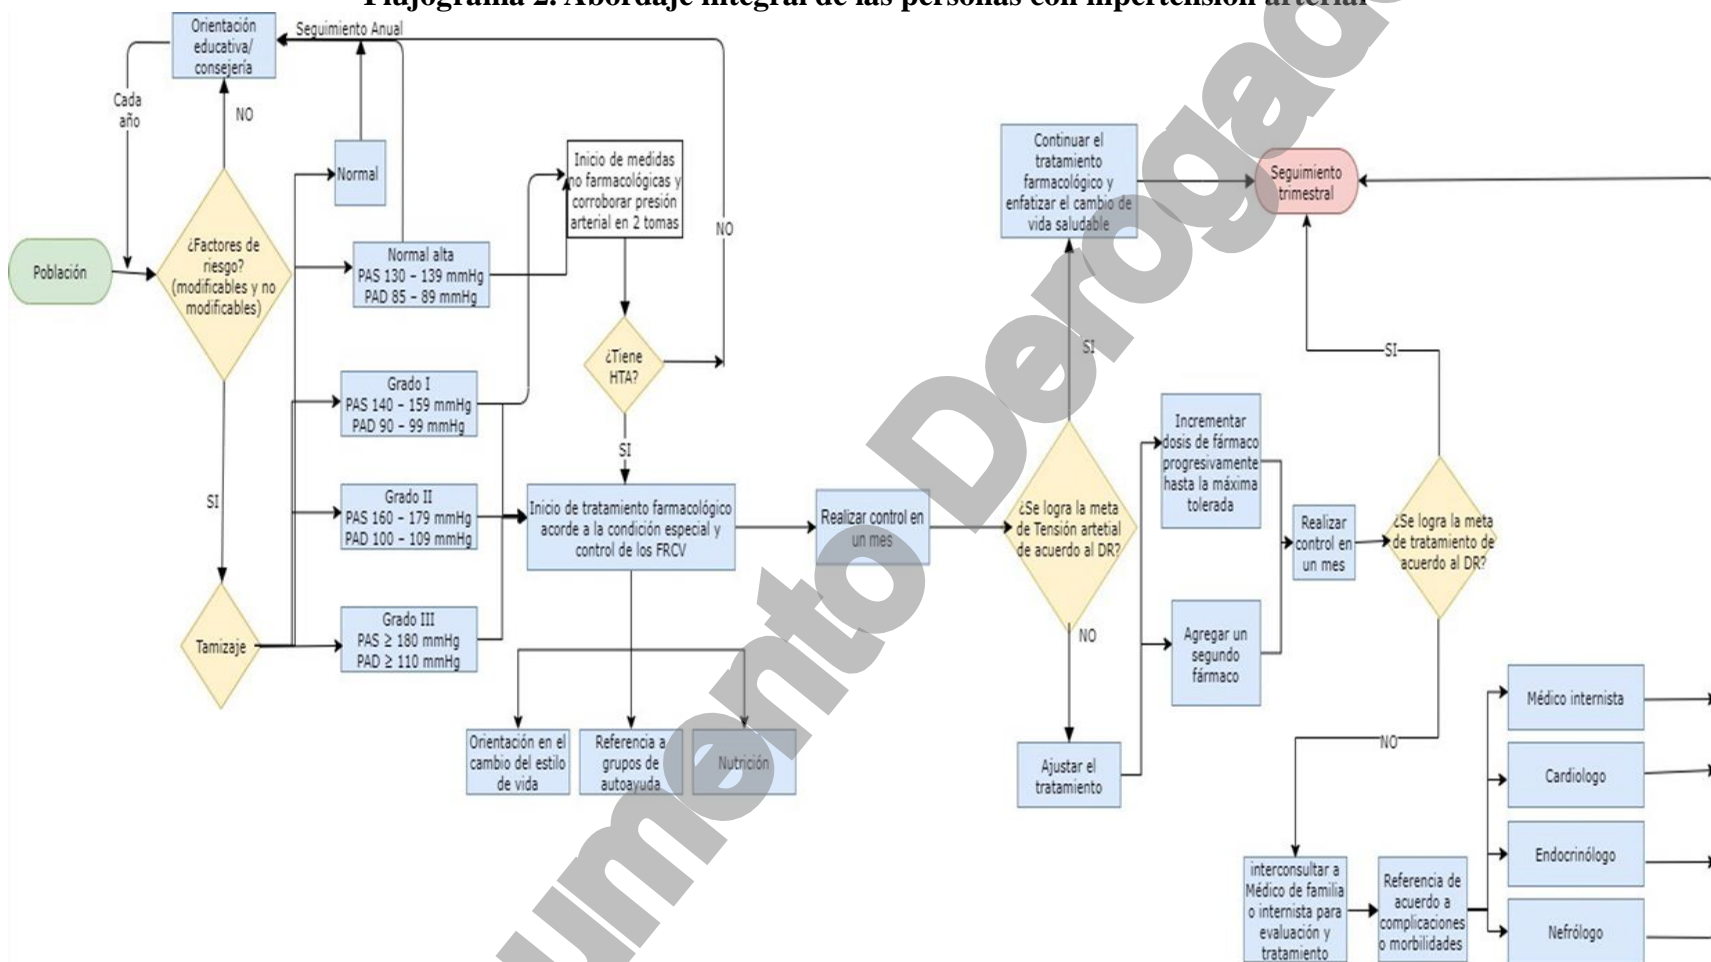 Flujograma 2. Abordaje integral de las personas con hipertensión arterial
Orientación
educativa/
consejería
Seguimiento Anual
Cada
año
NO
Población
¿Factores de
riesgo?
(modificables y no
modificables)
SI
Tamizaje
Normal
Normal alta
PAS 130 – 139 mmHg
PAD 85 – 89 mmHg
Grado I
PAS 140 – 159 mmHg
PAD 90 – 99 mmHg
Grado II
PAS 160 – 179 mmHg
PAD 100 – 109 mmHg
Grado III
PAS ≥ 180 mmHg
PAD ≥ 110 mmHg
Inicio de medidas
no farmacológicas y
corroborar presión
arterial en 2 tomas
NO
¿Tiene
HTA?
SI
Inicio de tratamiento farmacológico
acorde a la condición especial y
control de los FRCV
Orientación en el
cambio del estilo
de vida
Referencia a
grupos de
autoayuda
Nutrición
Realizar control en
un mes
¿Se logra la meta
de Tensión artetial
de acuerdo al DR?
SI
Continuar el
tratamiento
farmacológico y
enfatizar el cambio de
vida saludable
Seguimiento
trimestral
NO
Ajustar el
tratamiento
Incrementar
dosis de fármaco
progresivamente
hasta la máxima
tolerada
Agregar un
segundo
fármaco
Realizar
control en
un mes
¿Se logra la meta
de tratamiento de
acuerdo al DR?
SI
NO
interconsultar a
Médico de familia
o internista para
evaluación y
tratamiento
Referencia de
acuerdo a
complicaciones
o morbilidades
Médico internista
Cardiologo
Endocrinólogo
Nefrólogo
umento Derogad